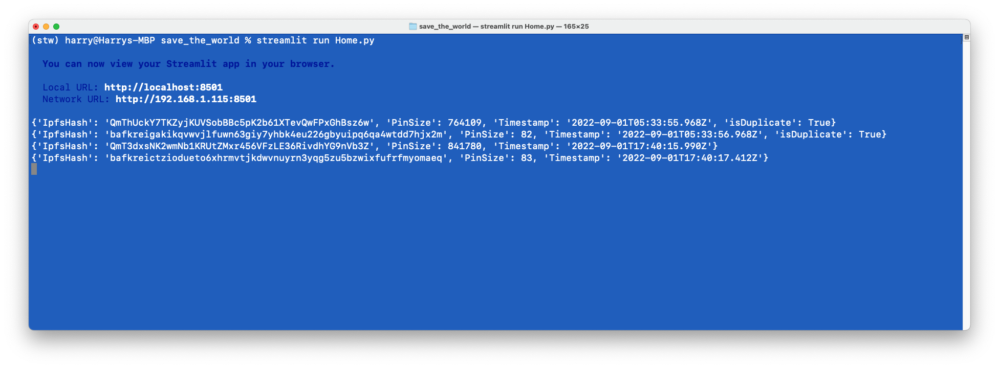 save_the_world — streamlit run Home.py — 165×25
(stw) harry@Harrys-MBP save_the_world % streamlit run Home.py
You can now view your Streamlit app in your browser.
Local URL: http://localhost:8501
Network URL: http://192.168.1.115:8501
{'IpfsHash': 'QmThUckY7TKZyjKUVSobBBc5pK2b61XTevQwFPxGhBsz6w', 'PinSize': 764109, 'Timestamp': '2022-09-01T05:33:55.968Z', 'isDuplicate': True}
{'IpfsHash': 'bafkreigakikqvwvjlfuwn63giy7yhbk4eu226gbyuipq6qa4wtdd7hjx2m', 'PinSize': 82, 'Timestamp': '2022-09-01T05:33:56.968Z', 'isDuplicate': True}
{'IpfsHash': 'QmT3dxsNK2wmNb1KRUtZMxr456VFzLE36RivdhYG9nVb3Z', 'PinSize': 841780, 'Timestamp': '2022-09-01T17:40:15.990Z'}
{'IpfsHash': 'bafkreictziodueto6xhrmvtjkdwvnuyrn3yqg5zu5bzwixfufrfmyomaeq', 'PinSize': 83, 'Timestamp': '2022-09-01T17:40:17.412Z'}